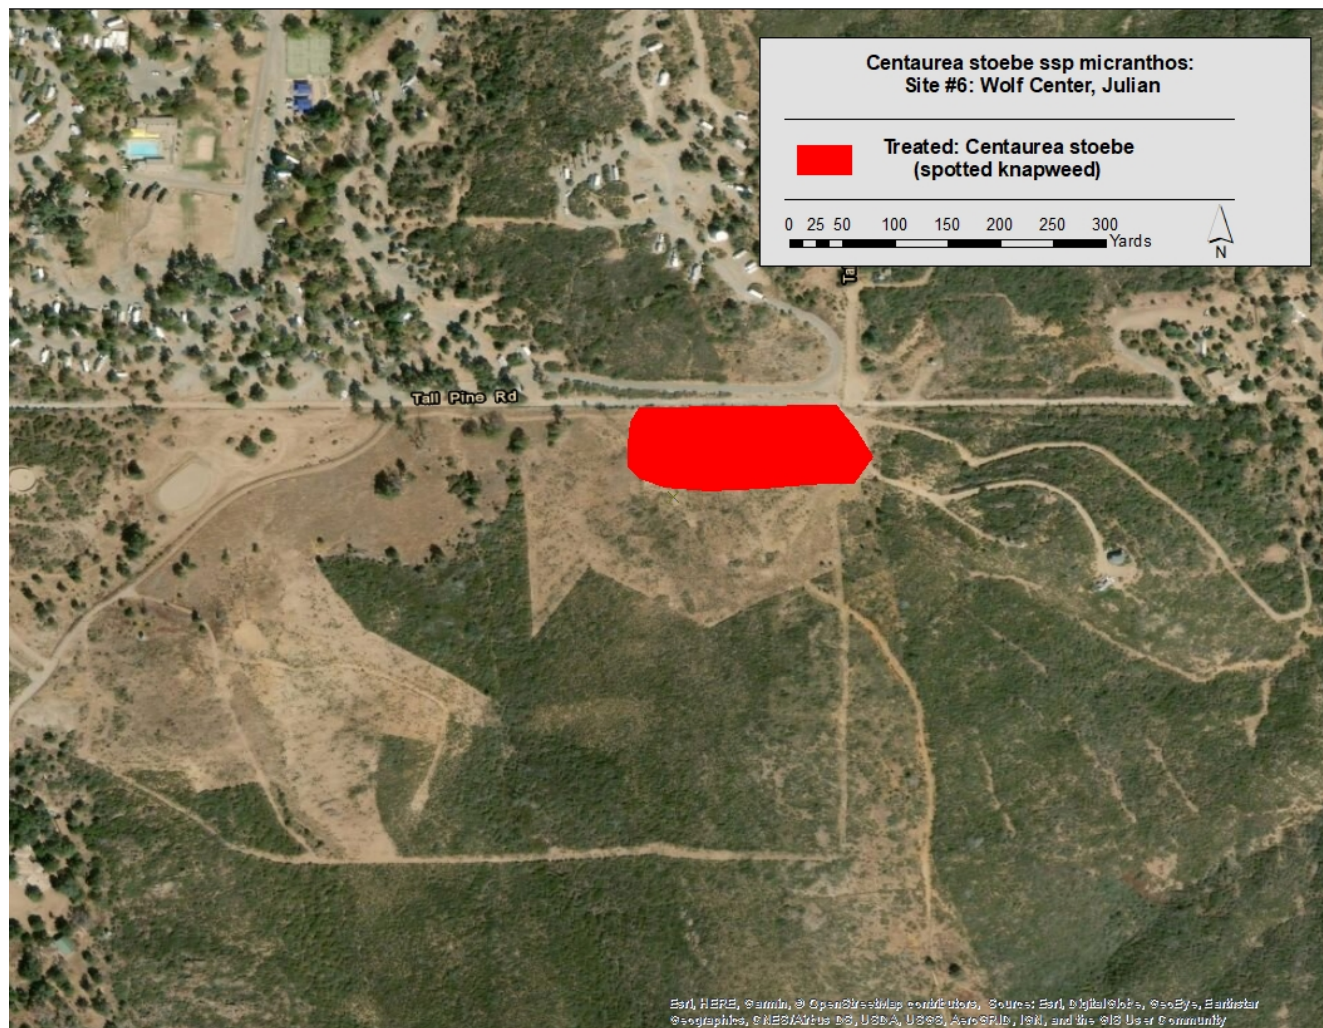 Centaurea stoebe ssp micranthos:
Site #6: Wolf Center, Julian
Treated: Centaurea stoebe
(spotted knapweed)
0 25 50 100 150 200 250 300
Yards
N
Tall Pine Rd
Esri, HERE, Garmin, © OpenStreetMap contributors, Source: Esri, DigitalGlobe, GeoEye, Earthstar
Geographics, CNES/Airbus DS, USDA, USGS, AeroGRID, IGN, and the GIS User Community